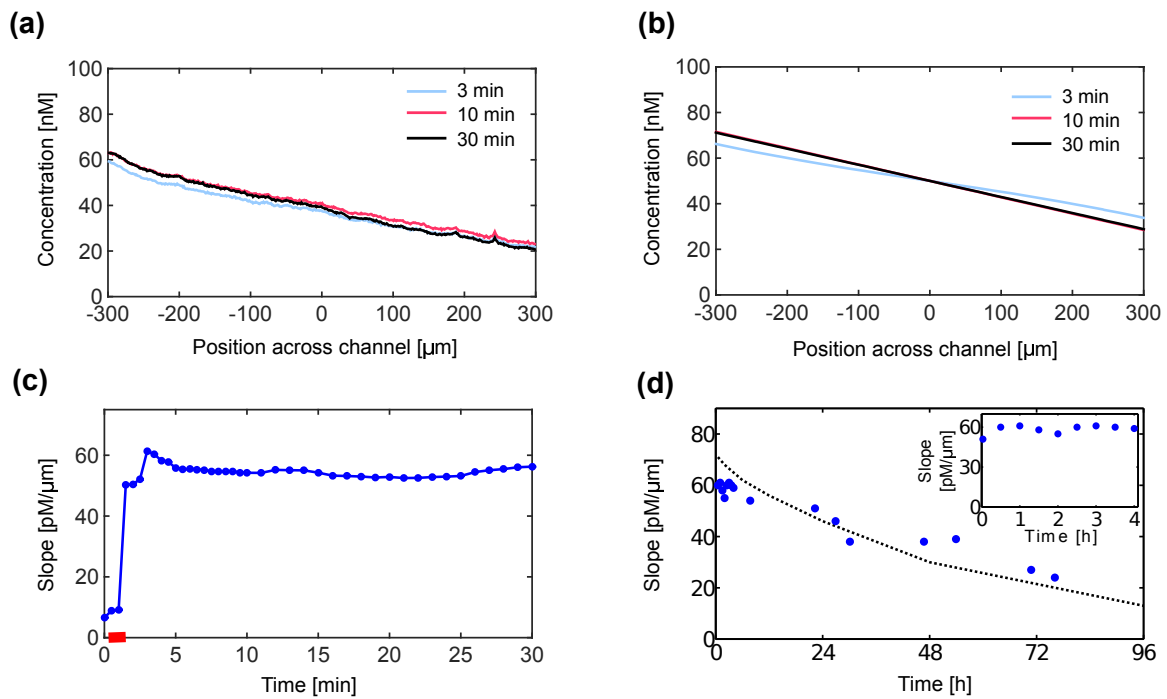 (a)
100
80
60
40
20
0
Concentration [nM]
3 min
10 min
30 min
-300 -200 -100 0 100 200 300
Position across channel [µm]
(b)
100
80
60
40
20
0
Concentration [nM]
3 min
10 min
30 min
-300 -200 -100 0 100 200 300
Position across channel [µm]
(c)
60
40
20
0
Slope [pM/µm]
0 5 10 15 20 25 30
Time [min]
(d)
80
60
40
20
0
Slope [pM/µm]
0 24 48 72 96
Time [h]
60
30
0
Slope
[pM/µm]
0 1 2 3 4
Time [h]